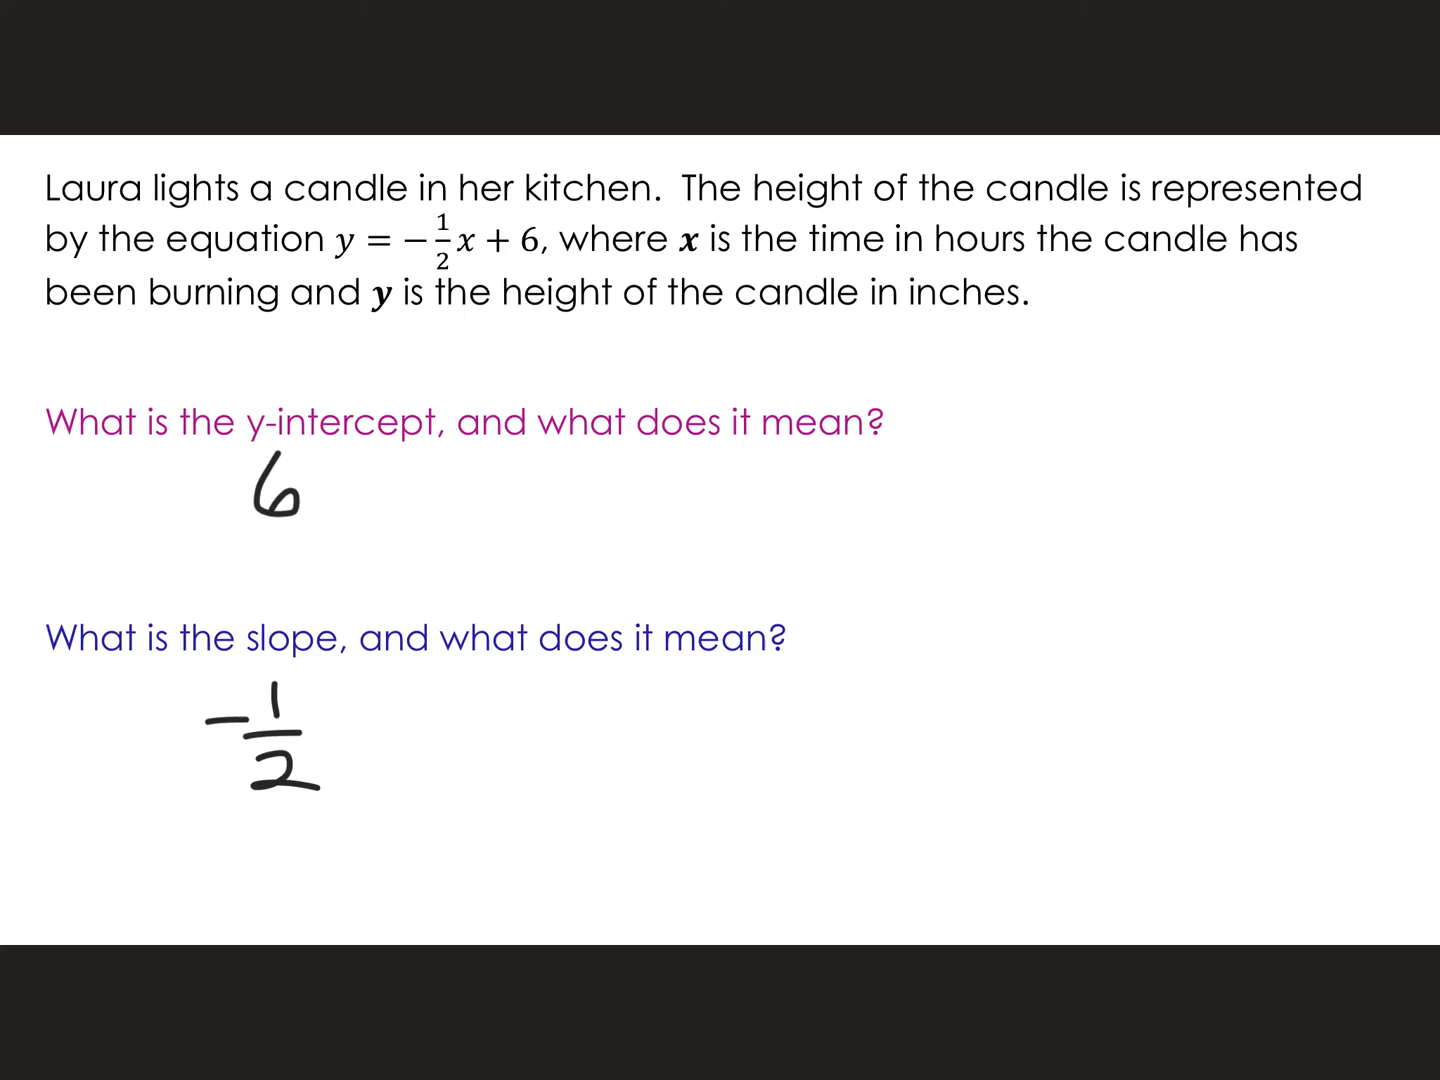 Laura lights a candle in her kitchen. The height of the candle is represented
by the equation y = −1/2x + 6, where x is the time in hours the candle has
been burning and y is the height of the candle in inches.
What is the y-intercept, and what does it mean?
6
What is the slope, and what does it mean?
−1/2